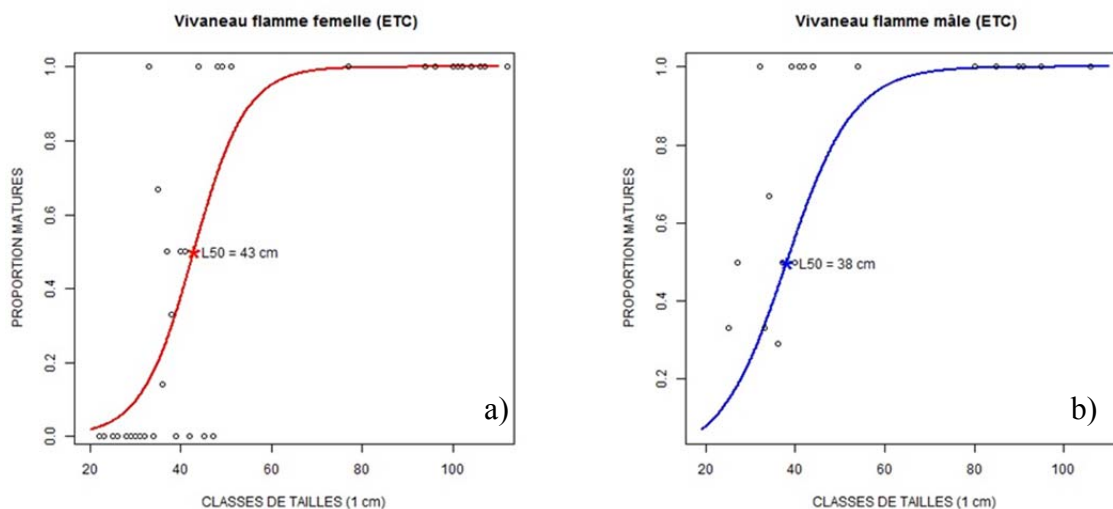 Vivaneau flamme femelle (ETC)
PROPORTION MATURES
1.0
0.8
0.6
0.4
0.2
0.0
L50 = 43 cm
a)
20 40 60 80 100
CLASSES DE TAILLES (1 cm)
Vivaneau flamme mâle (ETC)
PROPORTION MATURES
1.0
0.8
0.6
0.4
0.2
L50 = 38 cm
b)
20 40 60 80 100
CLASSES DE TAILLES (1 cm)